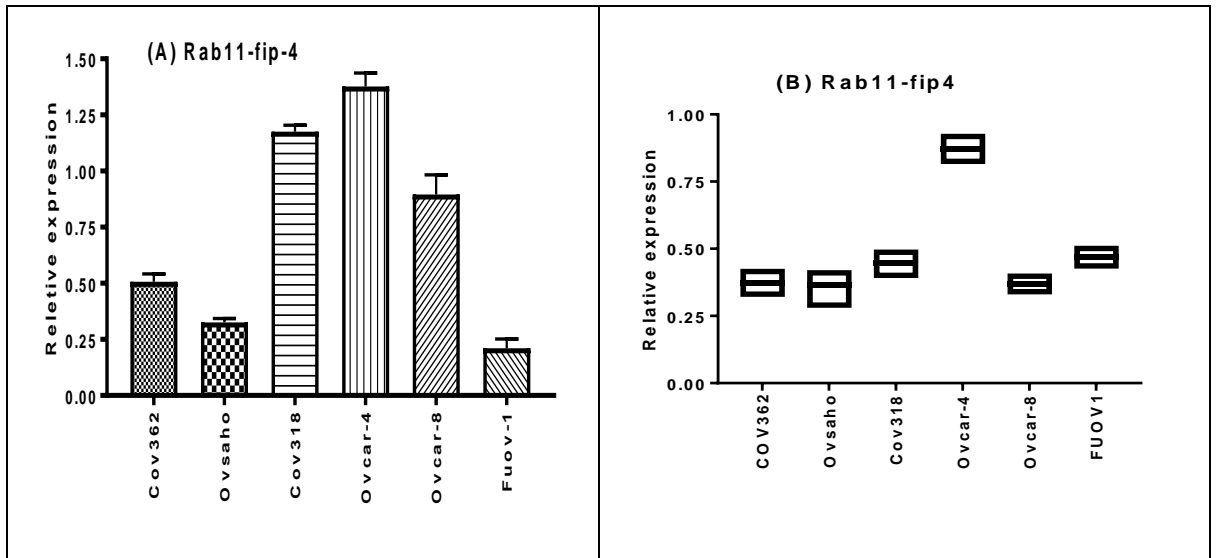 (A) Rab11-fip-4
Reletive expression
1.50
1.25
1.00
0.75
0.50
0.25
0.00
Cov362
Ovsaho
Cov318
Ovcar-4
Ovcar-8
Fuov-1
(B) Rab11-fip4
Relative expression
1.00
0.75
0.50
0.25
0.00
COV362
Ovsaho
Cov318
Ovcar-4
Ovcar-8
FUOV1